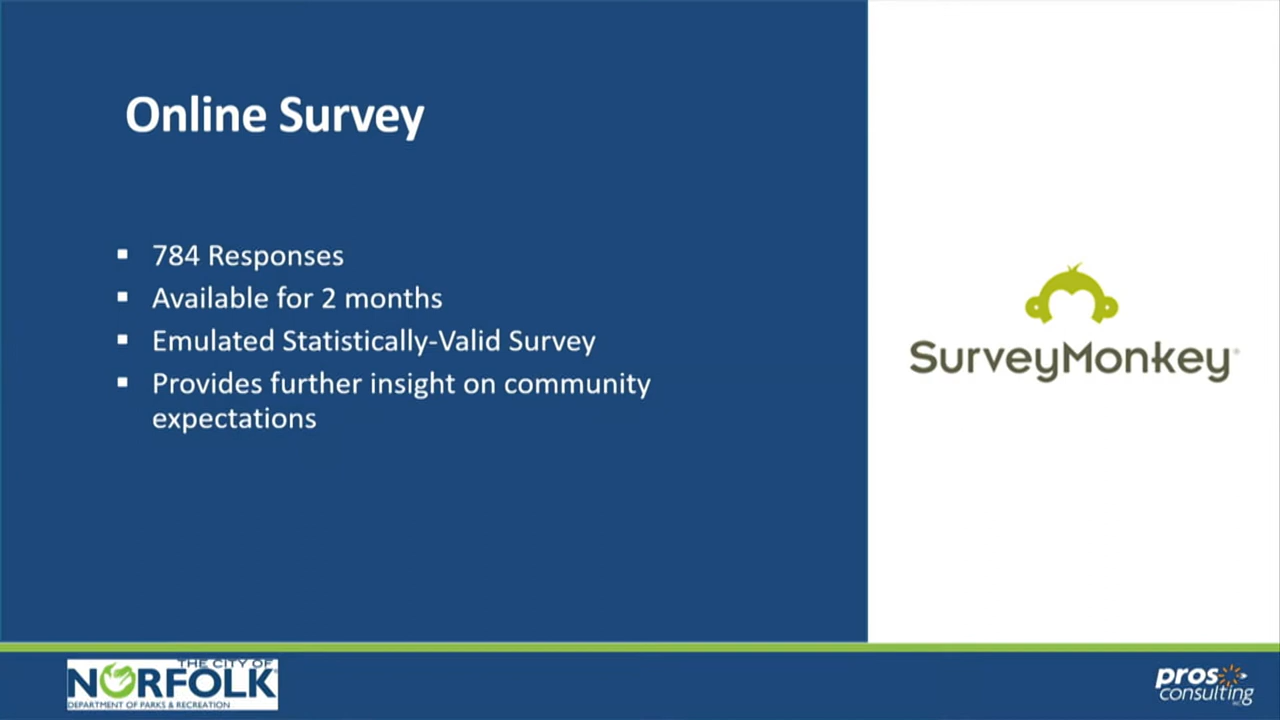 Online Survey
▪ 784 Responses
▪ Available for 2 months
▪ Emulated Statistically-Valid Survey
▪ Provides further insight on community
expectations
SurveyMonkey®
THE CITY OF
NORFOLK
DEPARTMENT OF PARKS & RECREATION
pros
consulting
INC.